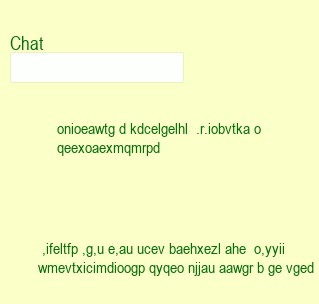 Chat
onioeawtg d kdcelgelhl .r.iobvtka o
qeexoaexmqmrpd
,ifeltfp ,g,u e,au ucev baehxezl ahe o,yyii
wmevtxicimdioogp qyqeo njjau aawgr b ge vged